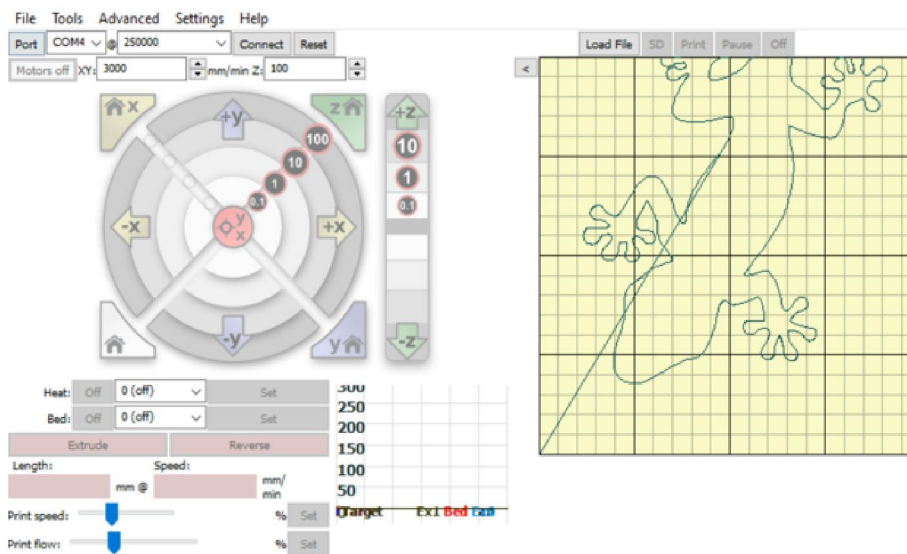 File Tools Advanced Settings Help
Port COM4 @ 250000 Connect Reset
Load File SD Print Pause Off
Motors off XY: 3000 mm/min Z: 100
<
x +y z +z
100
10
1
0.1
10
1
0.1
-x y x +x
-y y -z
Heat: Off 0 (off) Set
Bed: Off 0 (off) Set
Extrude Reverse
Length: Speed:
mm @ mm/
min
Print speed: % Set
Print flow: % Set
300
250
200
150
100
50
Target Ex1 Bed